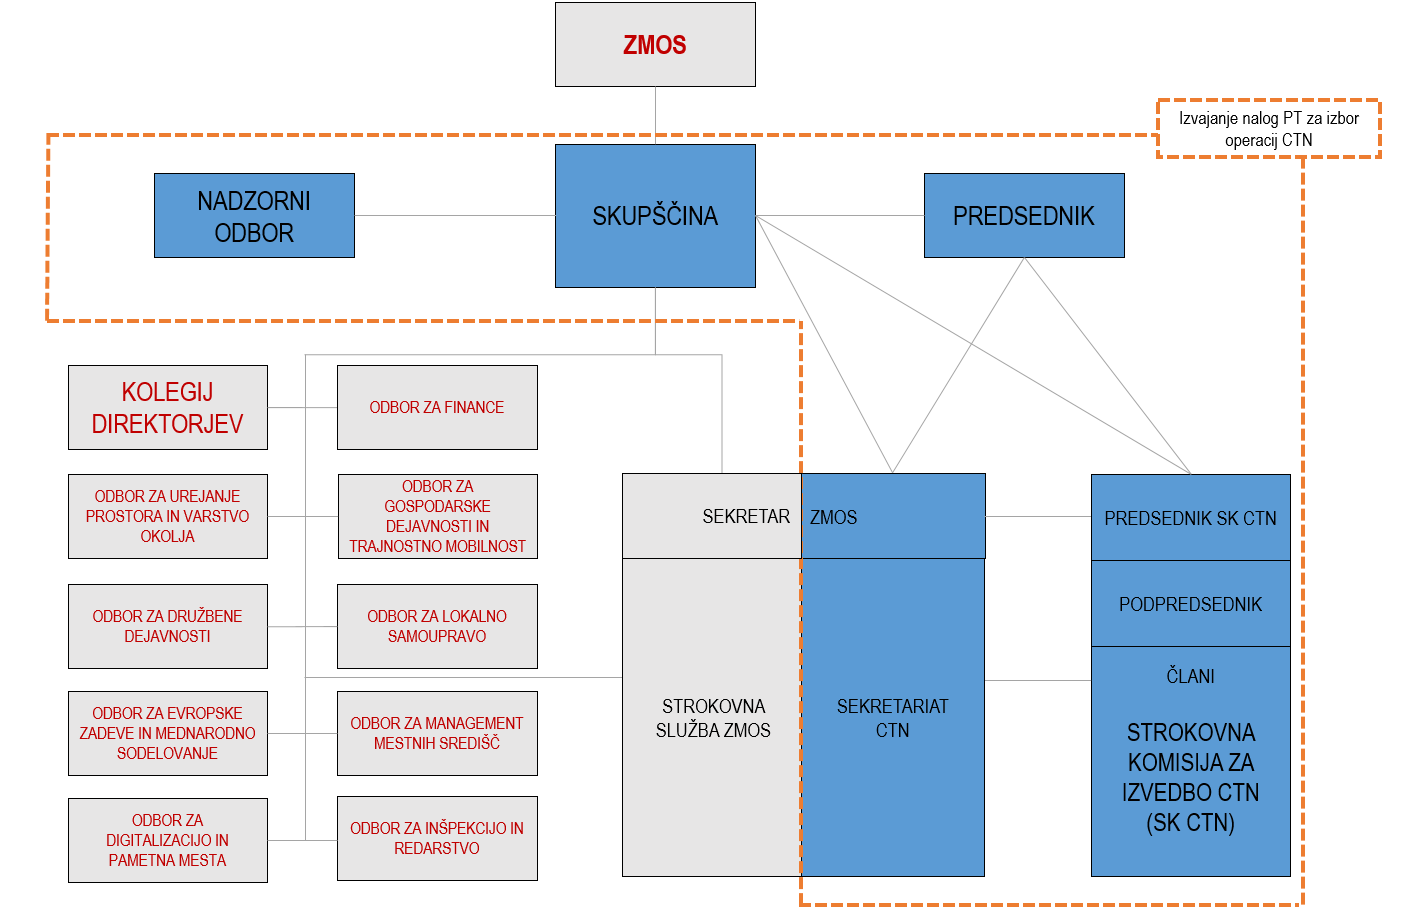 ZMOS
Izvajanje nalog PT za izbor
operacij CTN
NADZORNI
ODBOR
SKUPŠČINA
PREDSEDNIK
KOLEGIJ
DIREKTORJEV
ODBOR ZA FINANCE
ODBOR ZA UREJANJE
PROSTORA IN VARSTVO
OKOLJA
ODBOR ZA
GOSPODARSKE
DEJAVNOSTI IN
TRAJNOSTNO MOBILNOST
ODBOR ZA DRUŽBENE
DEJAVNOSTI
ODBOR ZA LOKALNO
SAMOUPRAVO
ODBOR ZA EVROPSKE
ZADEVE IN MEDNARODNO
SODELOVANJE
ODBOR ZA MANAGEMENT
MESTNIH SREDIŠČ
ODBOR ZA
DIGITALIZACIJO IN
PAMETNA MESTA
ODBOR ZA INŠPEKCIJO IN
REDARSTVO
SEKRETAR ZMOS
STROKOVNA
SLUŽBA ZMOS
SEKRETARIAT
CTN
PREDSEDNIK SK CTN
PODPREDSEDNIK
ČLANI
STROKOVNA
KOMISIJA ZA
IZVEDBO CTN
(SK CTN)